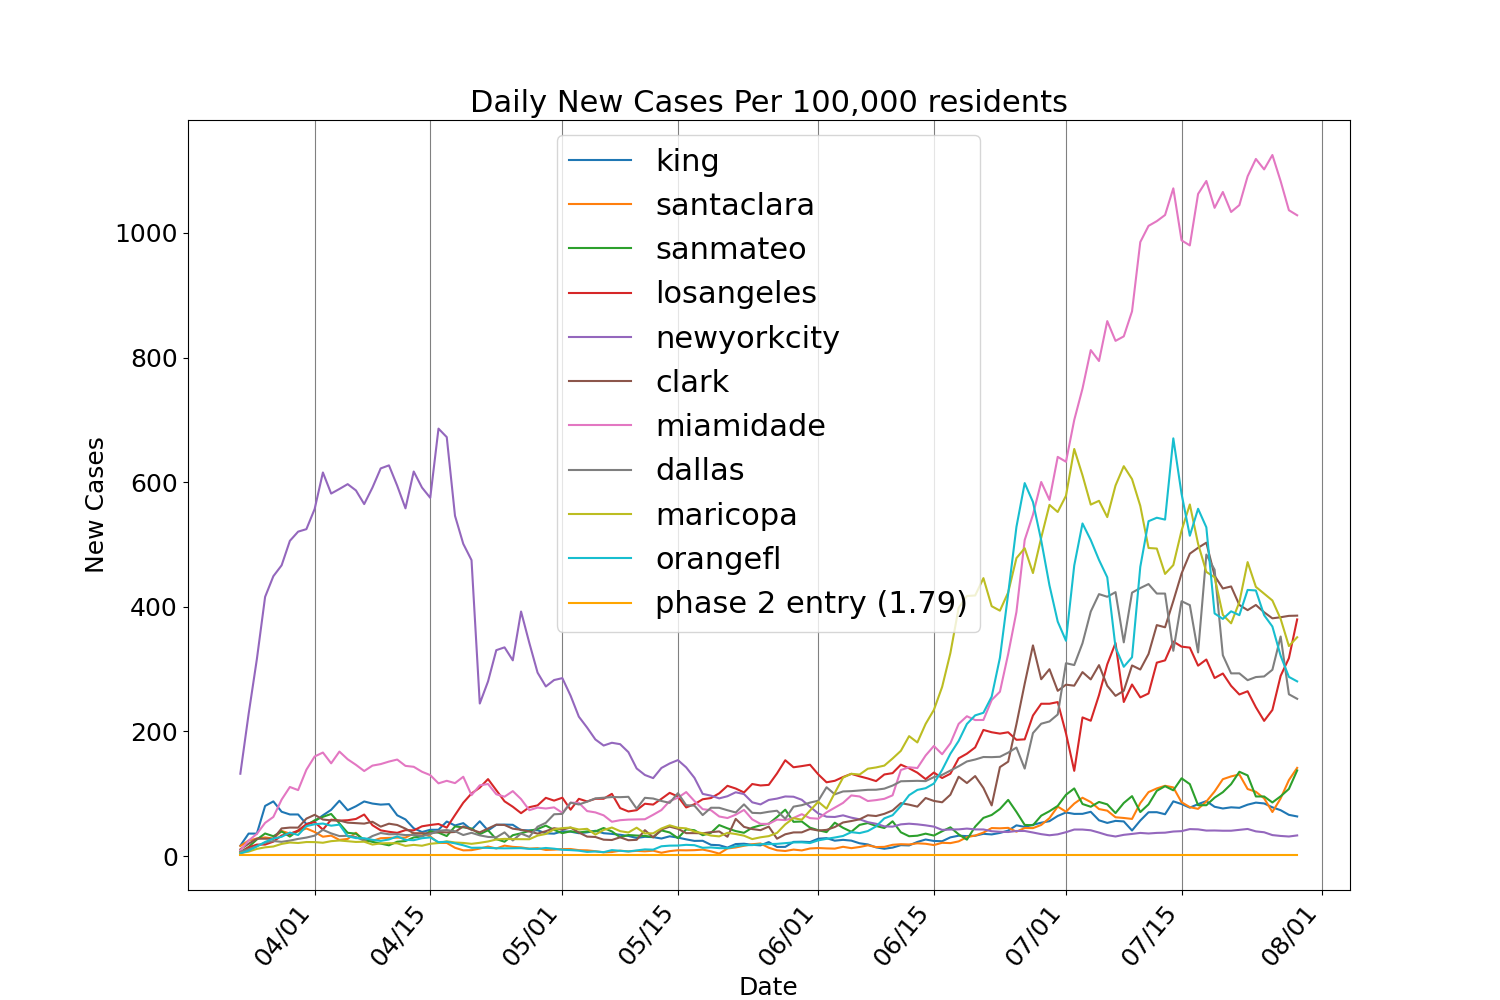 Daily New Cases Per 100,000 residents
king
santaclara
sanmateo
losangeles
newyorkcity
clark
miamidade
dallas
maricopa
orangefl
phase 2 entry (1.79)
New Cases
1000
800
600
400
200
0
04/01
04/15
05/01
05/15
06/01
06/15
07/01
07/15
08/01
Date